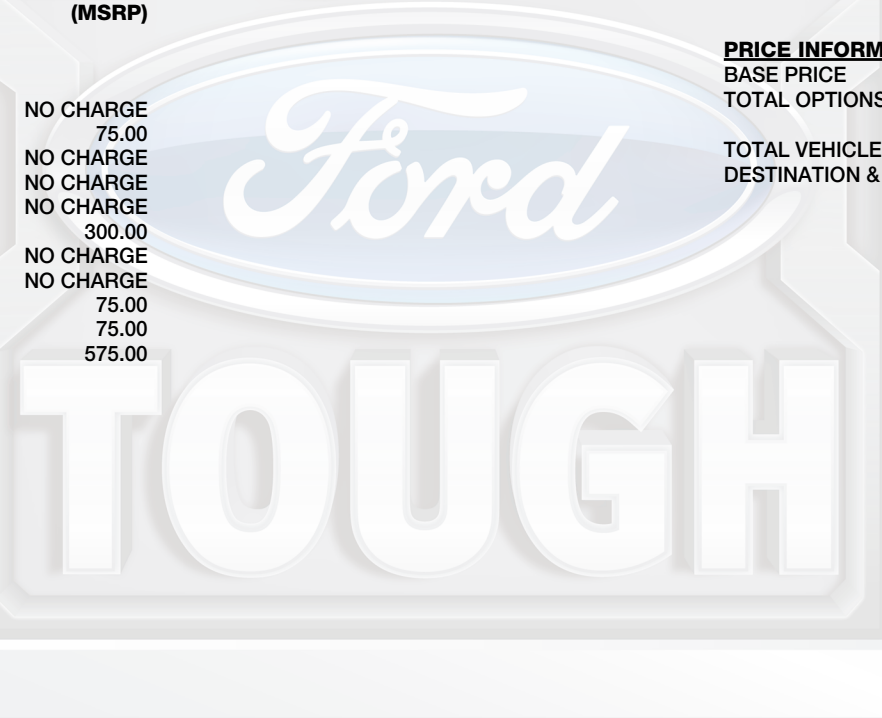 (MSRP)
NO CHARGE
75.00
NO CHARGE
NO CHARGE
NO CHARGE
300.00
NO CHARGE
NO CHARGE
75.00
75.00
575.00
PRICE INFORM
BASE PRICE
TOTAL OPTIONS
TOTAL VEHICLE
DESTINATION &
Ford
TOUGH